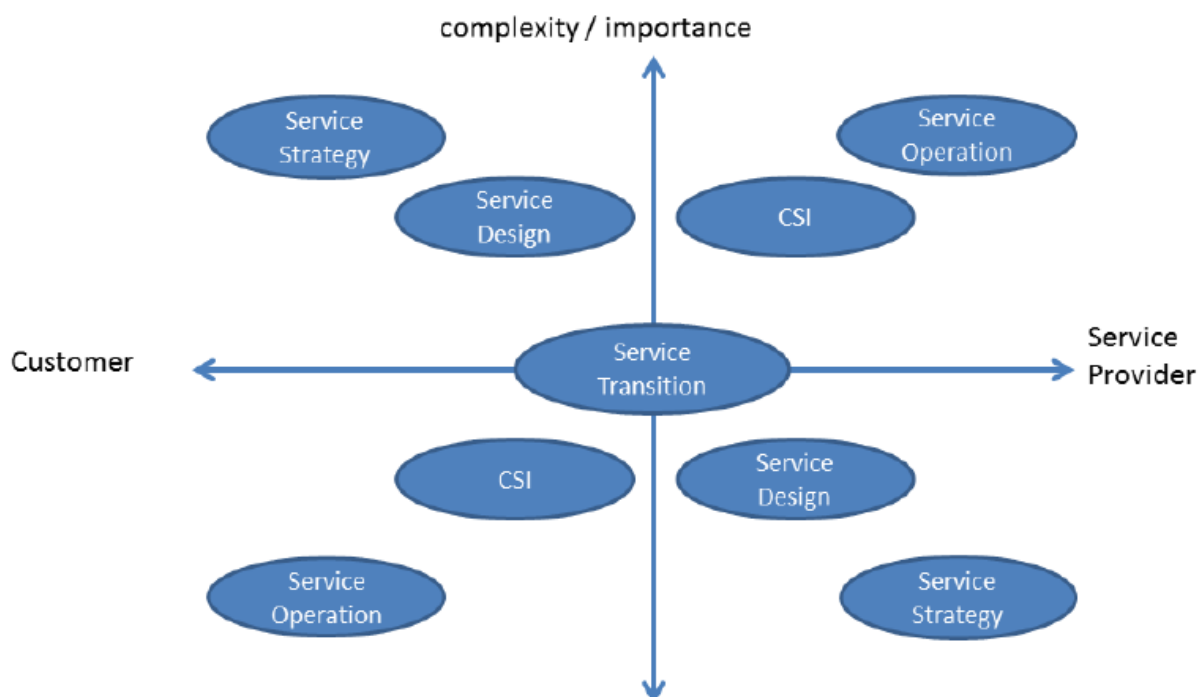 complexity / importance
Service
Strategy
Service
Operation
Service
Design
CSI
Customer
Service
Transition
Service
Provider
CSI
Service
Design
Service
Operation
Service
Strategy